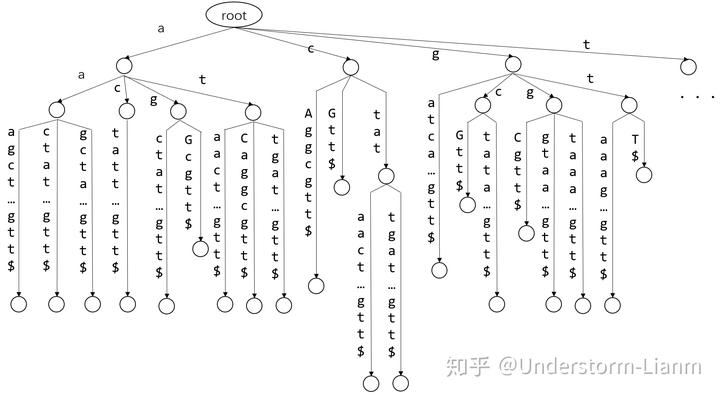 root
a
c
g
t
a
c
g
t
c
g
t
. . .
agct…gtt$
ctat…gtt$
gcta…gtt$
tatt…gtt$
ctat…gtt$
Gcgtt$
aact…gtt$
Caggcgtt$
tgat…gtt$
Aggcgtt$
Gtt$
tat
aact…gtt$
tgat…gtt$
atca…gtt$
Gtt$
tata…gtt$
Cgtt$
gtaa…gtt$
taaa…gtt$
aaag…gtt$
T$
知乎 @Understorm-Lianm